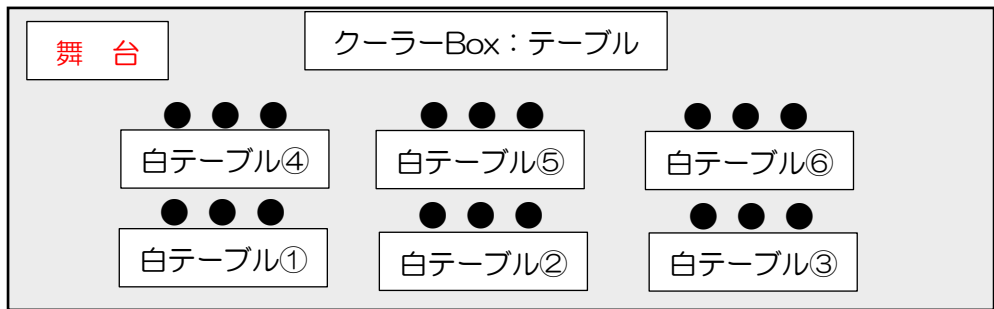 舞　台
クーラーBox：テーブル
白テーブル④
白テーブル⑤
白テーブル⑥
白テーブル①
白テーブル②
白テーブル③